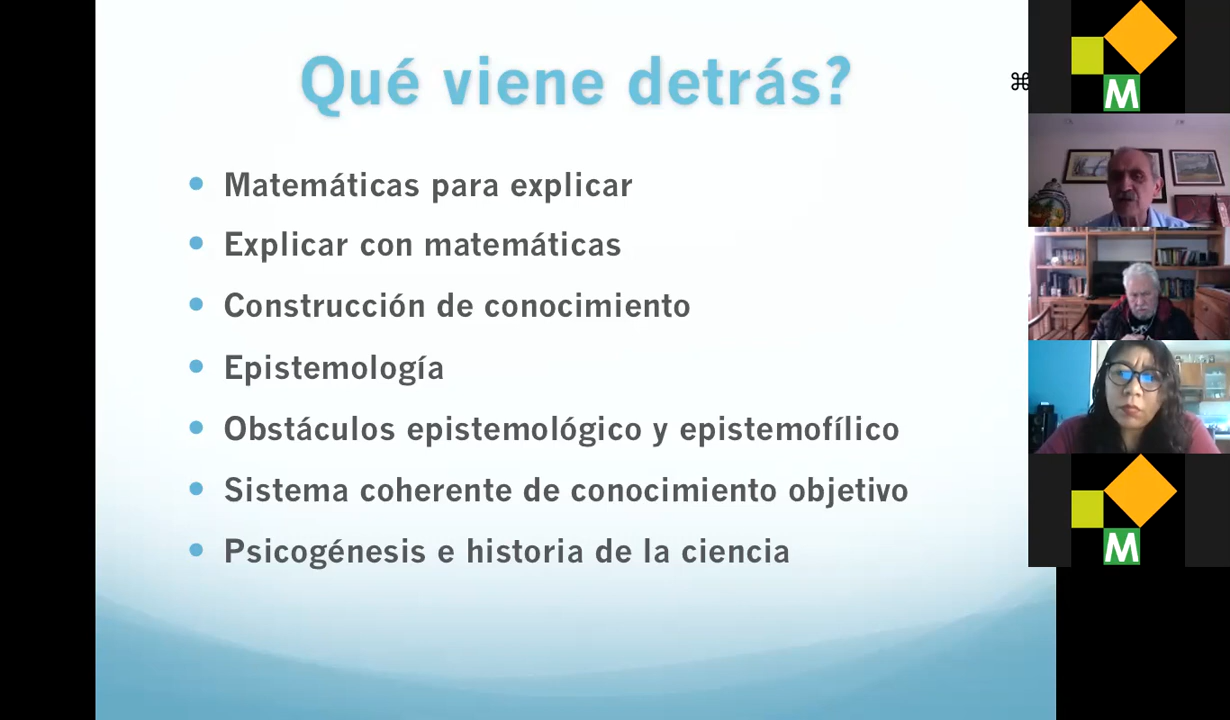 Qué viene detrás?
⌘
M
Matemáticas para explicar
Explicar con matemáticas
Construcción de conocimiento
Epistemología
Obstáculos epistemológico y epistemofílico
Sistema coherente de conocimiento objetivo
Psicogénesis e historia de la ciencia
M